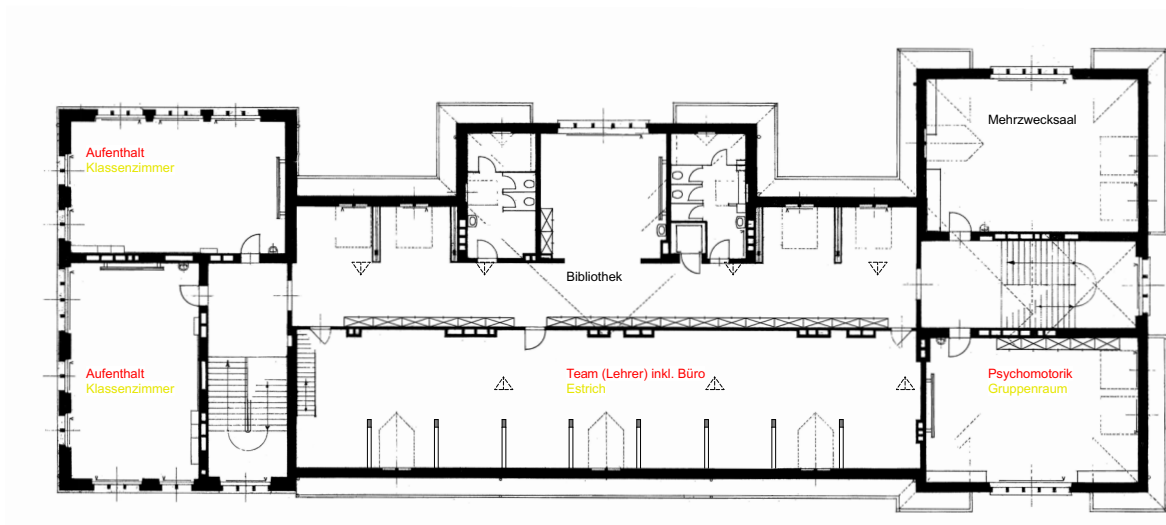 Mehrzwecksaal
Aufenthalt
Klassenzimmer
Bibliothek
Aufenthalt
Klassenzimmer
Team (Lehrer) inkl. Büro
Estrich
Psychomotorik
Gruppenraum